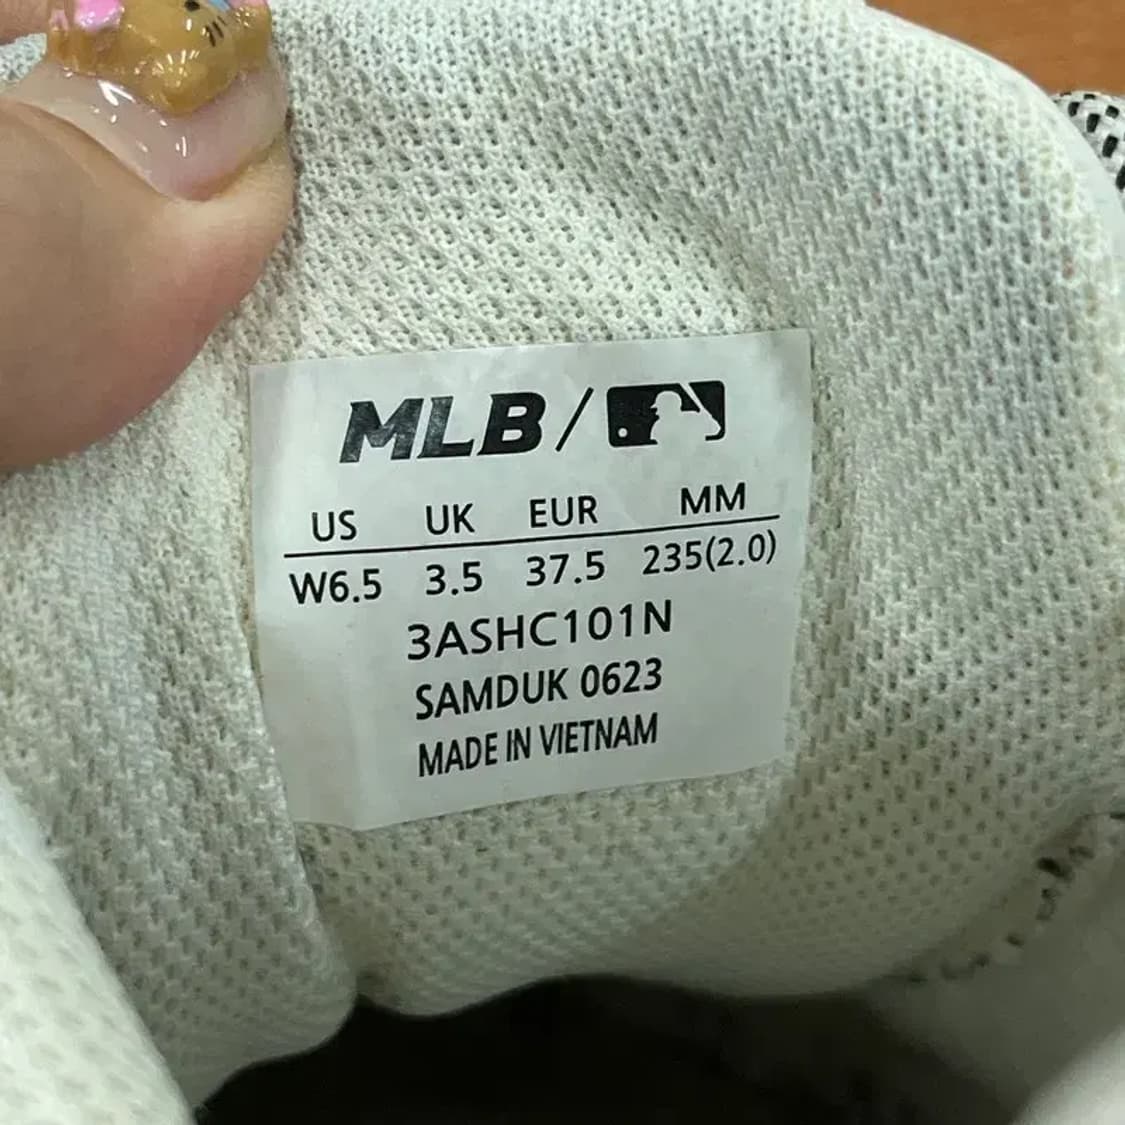 MLB/
US UK EUR MM
W6.5 3.5 37.5 235(2.0)
3ASHC101N
SAMDUK 0623
MADE IN VIETNAM